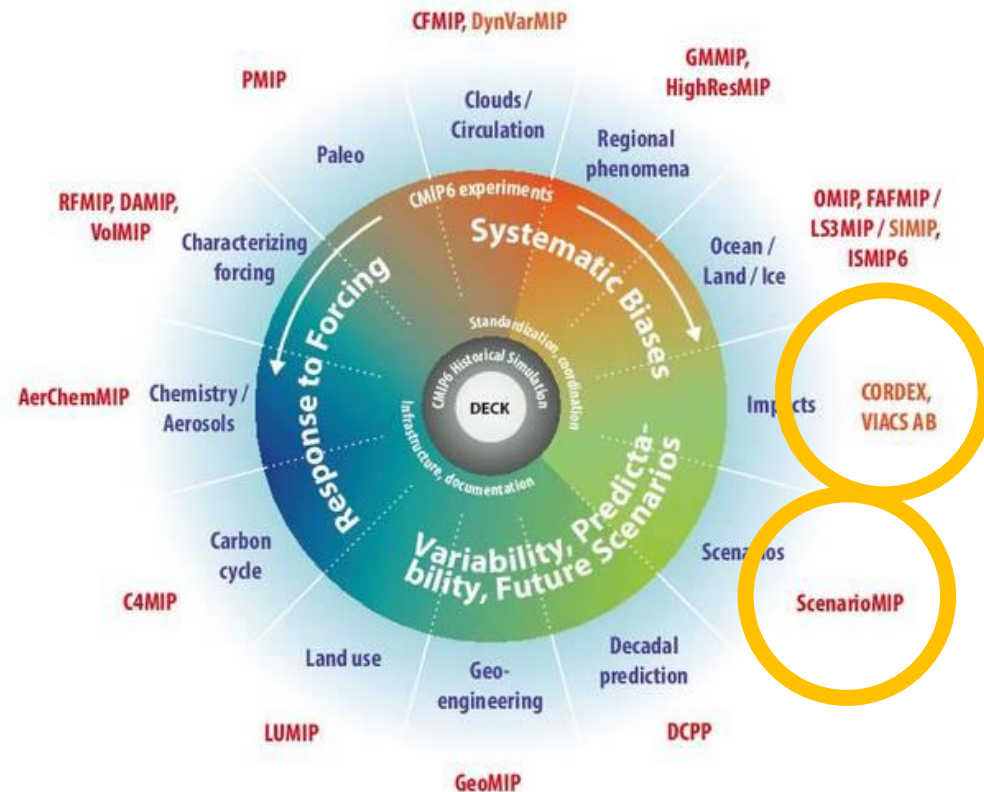 CFMIP, DynVarMIP
GMMIP,
HighResMIP
PMIP
Clouds /
Circulation
Regional
phenomena
Paleo
CMIP6 experiments
OMIP, FAFMIP /
LS3MIP / SIMIP,
ISMIP6
RFMIP, DAMIP,
VolMIP
Characterizing
forcing
Systematic Biases
Ocean /
Land / Ice
Response to Forcing
Standardization, coordination
CMIP6 Historical Simulation
DECK
Infrastructure, documentation
AerChemMIP
Chemistry /
Aerosols
Impacts
CORDEX,
VIACS AB
Variability, Predicta-
bility, Future Scenarios
Carbon
cycle
Scenarios
C4MIP
ScenarioMIP
Land use
Geo-
engineering
Decadal
prediction
LUMIP
DCPP
GeoMIP